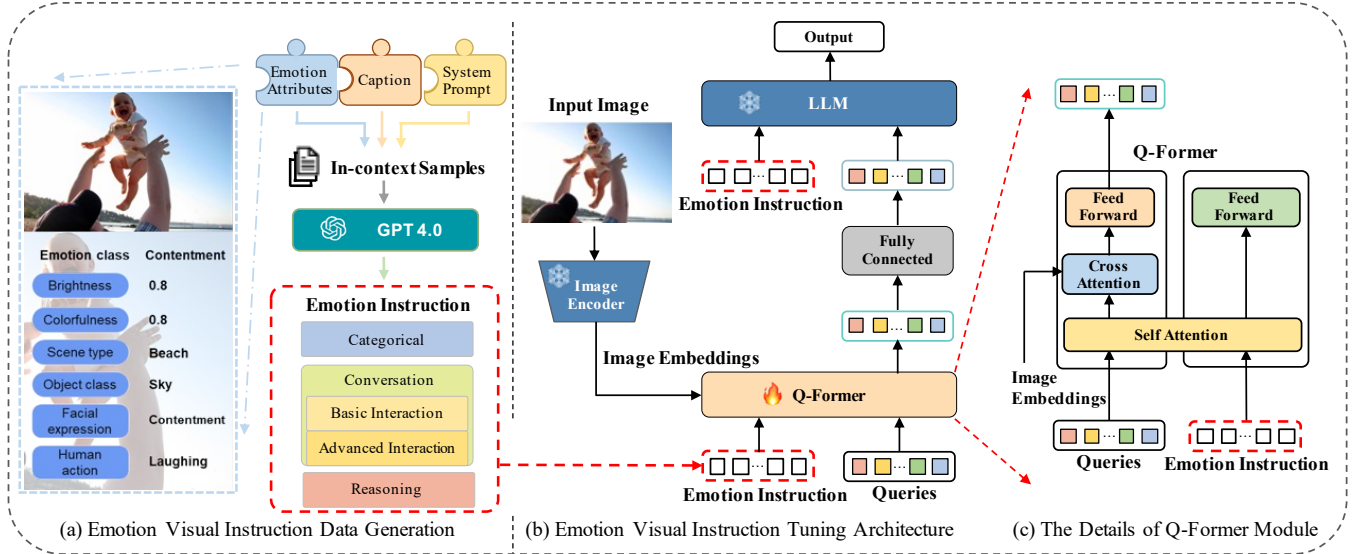 Emotion
Attributes
Caption
System
Prompt
In-context Samples
GPT 4.0
Emotion class Contentment
Brightness 0.8
Colorfulness 0.8
Scene type Beach
Object class Sky
Facial
expression
Contentment
Human
action
Laughing
Emotion Instruction
Categorical
Conversation
Basic Interaction
Advanced Interaction
Reasoning
(a) Emotion Visual Instruction Data Generation
Output
LLM
Input Image
Emotion Instruction
Fully
Connected
Image
Encoder
Image Embeddings
Q-Former
Emotion Instruction
Queries
(b) Emotion Visual Instruction Tuning Architecture
Q-Former
Feed
Forward
Feed
Forward
Cross
Attention
Self Attention
Image
Embeddings
Queries
Emotion Instruction
(c) The Details of Q-Former Module